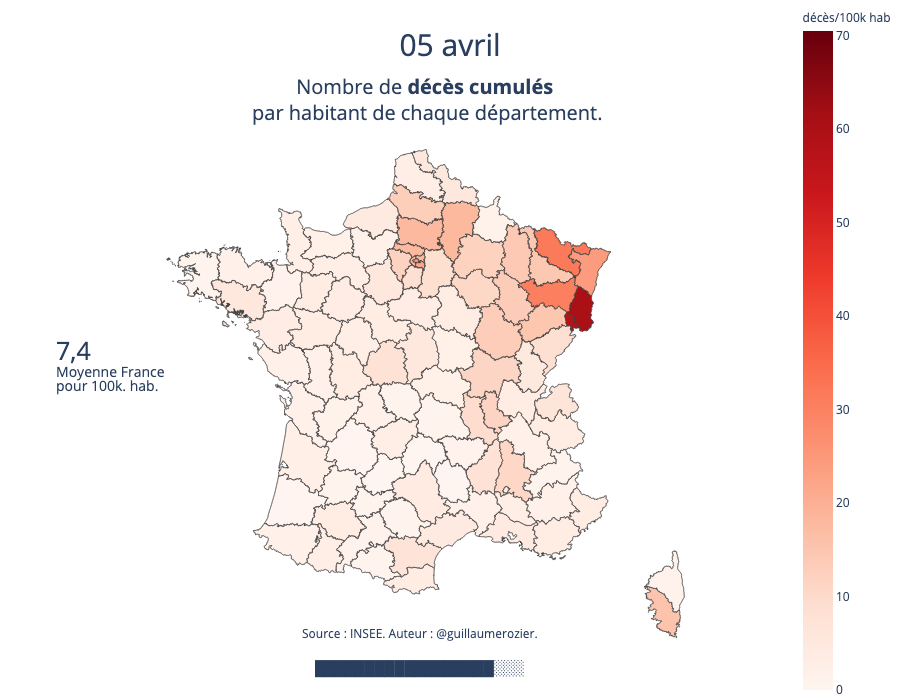 décès/100k hab
05 avril
Nombre de décès cumulés
par habitant de chaque département.
70
60
50
40
30
20
10
0
7,4
Moyenne France
pour 100k. hab.
Source : INSEE. Auteur : @guillaumerozier.